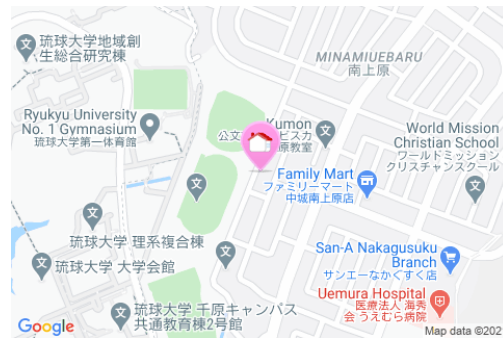 琉球大学地域創
生総合研究棟
MINAMIUEBARU
南上原
Ryukyu University
No. 1 Gymnasium
琉球大学第一体育館
Kumon
公文
ビスカ
原教室
World Mission
Christian School
ワールドミッション
クリスチャンスクール
Family Mart
ファミリーマート
中城南上原店
琉球大学 理系複合棟
琉球大学 大学会館
San-A Nakagusuku
Branch
サンエーなかぐすく店
Uemura Hospital
医療法人 海秀
会 うえむら病院
琉球大学 千原キャンパス
共通教育棟2号館
Google
Map data ©202